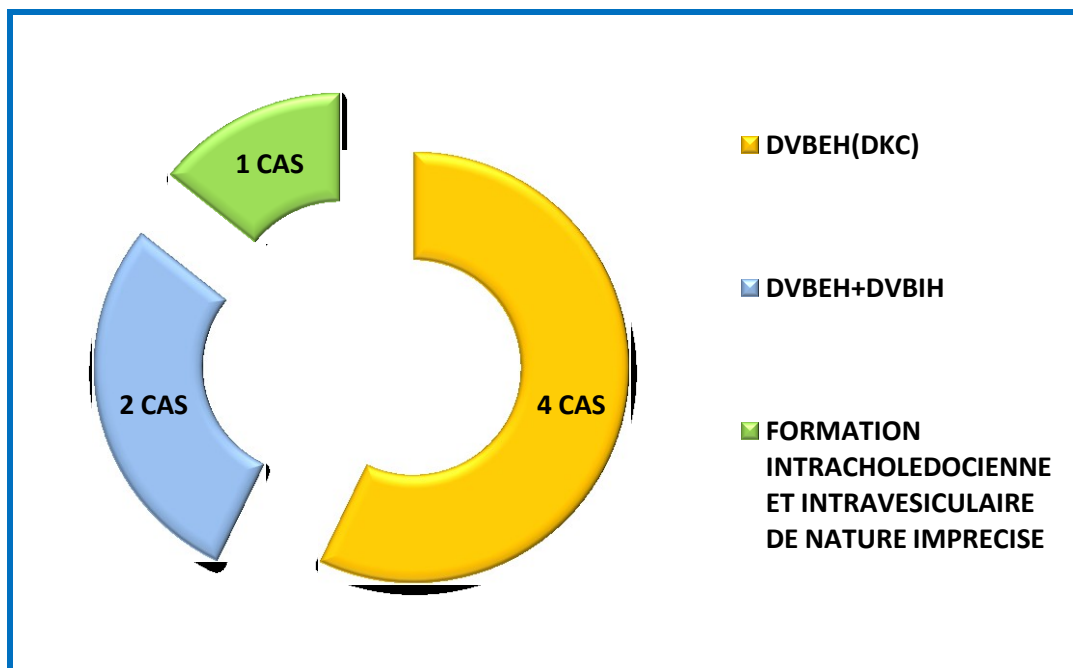 1 CAS
2 CAS
4 CAS
DVBEH(DKC)
DVBEH+DVBIH
FORMATION
INTRACHOLEDOCIENNE
ET INTRAVESICULAIRE
DE NATURE IMPRECISE